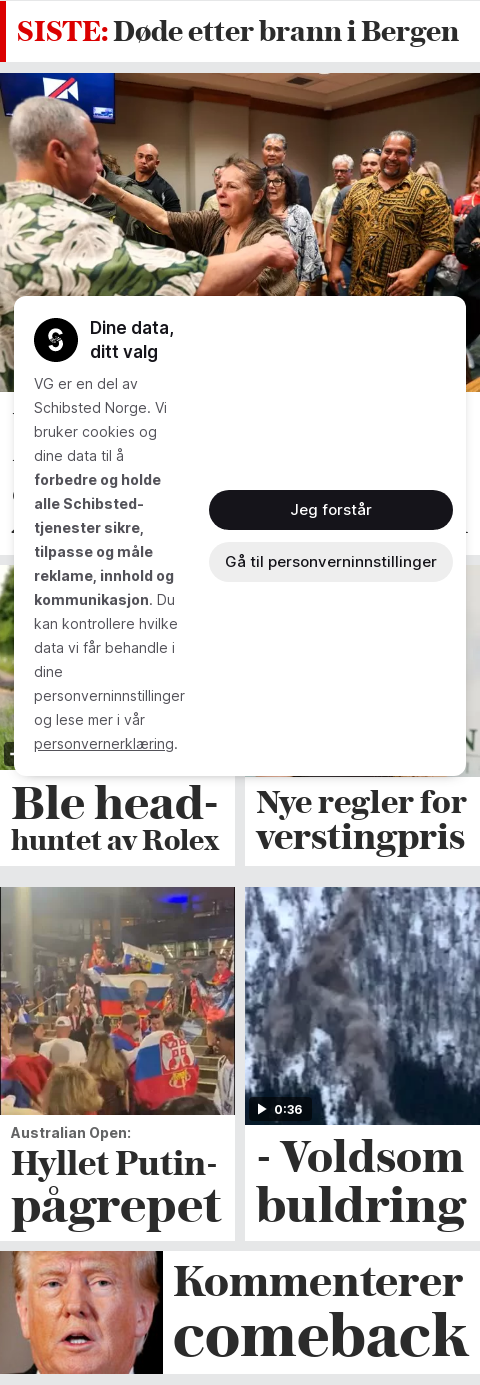 SISTE: Døde etter brann i Bergen
Dine data,
ditt valg
VG er en del av
Schibsted Norge. Vi
bruker cookies og
dine data til å
forbedre og holde
alle Schibsted-
tjenester sikre,
tilpasse og måle
reklame, innhold og
kommunikasjon. Du
kan kontrollere hvilke
data vi får behandle i
dine
personverninnstillinger
og lese mer i vår
personvernerklæring.
Jeg forstår
Gå til personverninnstillinger
Ble head-
huntet av Rolex
Nye regler for
verstingpris
0:36
Australian Open:
Hyllet Putin-
pågrepet
- Voldsom
buldring
Kommenterer
comeback